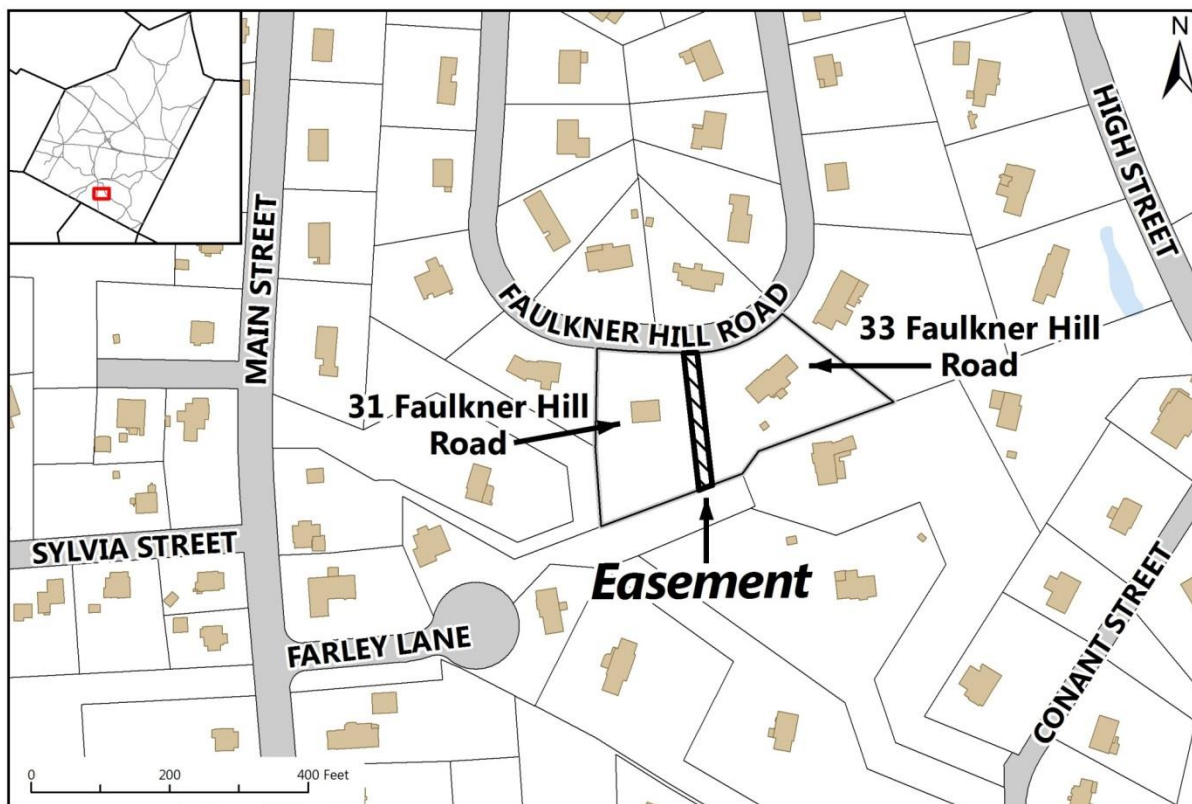 N
HIGH STREET
MAIN STREET
FAULKNER HILL ROAD
33 Faulkner Hill
Road
31 Faulkner Hill
Road
SYLVIA STREET
Easement
FARLEY LANE
CONANT STREET
0 200 400 Feet